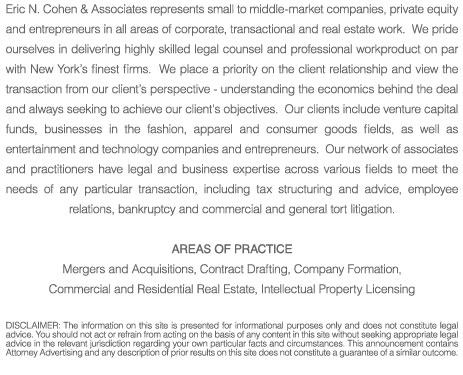 Eric N. Cohen & Associates represents small to middle-market companies, private equity
and entrepreneurs in all areas of corporate, transactional and real estate work.  We pride
ourselves in delivering highly skilled legal counsel and professional workproduct on par
with New York's finest firms.  We place a priority on the client relationship and view the
transaction from our client's perspective - understanding the economics behind the deal
and always seeking to achieve our client's objectives.  Our clients include venture capital
funds, businesses in the fashion, apparel and consumer goods fields, as well as
entertainment and technology companies and entrepreneurs.  Our network of associates
and practitioners have legal and business expertise across various fields to meet the
needs of any particular transaction, including tax structuring and advice, employee
relations, bankruptcy and commercial and general tort litigation.
AREAS OF PRACTICE
Mergers and Acquisitions, Contract Drafting, Company Formation,
Commercial and Residential Real Estate, Intellectual Property Licensing
DISCLAIMER: The information on this site is presented for informational purposes only and does not constitute legal
advice. You should not act or refrain from acting on the basis of any content in this site without seeking appropriate legal
advice in the relevant jurisdiction regarding your own particular facts and circumstances. This announcement contains
Attorney Advertising and any description of prior results on this site does not constitute a guarantee of a similar outcome.